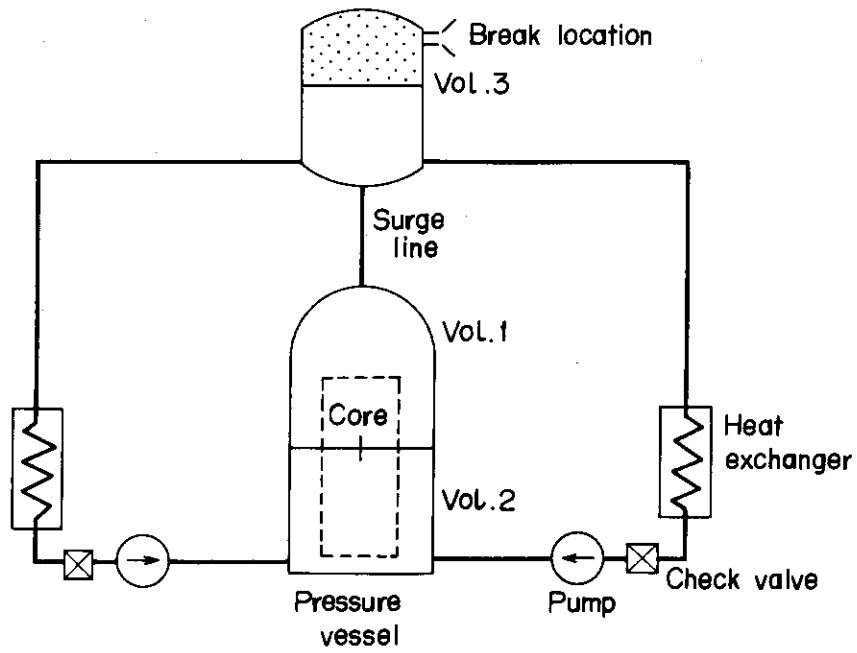 Break location
Vol.3
Surge
line
Vol.1
Core
Vol.2
Heat
exchanger
Check valve
Pump
Pressure
vessel